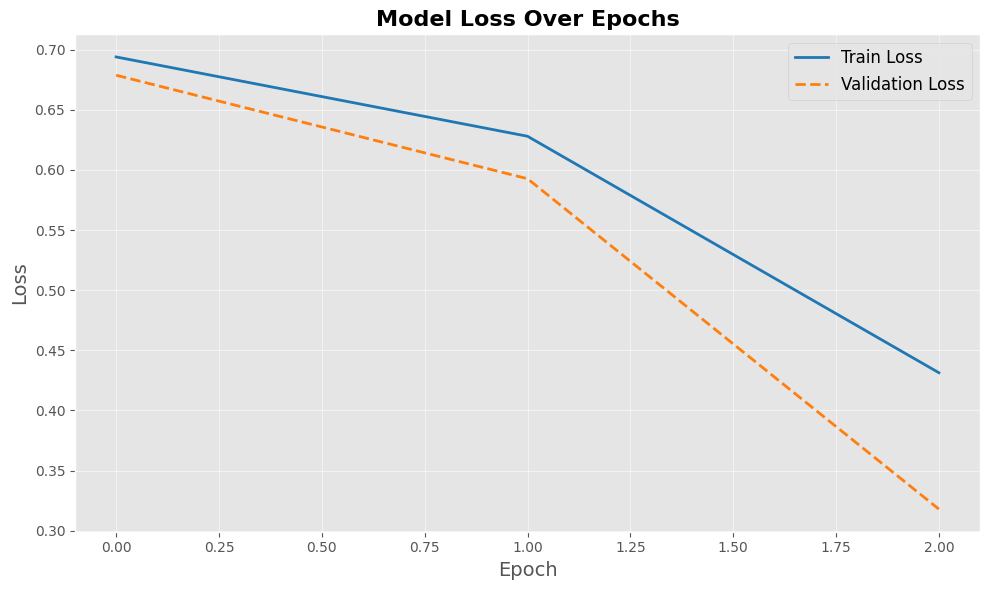 Model Loss Over Epochs
Train Loss
Validation Loss
0.70
0.65
0.60
0.55
0.50
0.45
0.40
0.35
0.30
Loss
0.00 0.25 0.50 0.75 1.00 1.25 1.50 1.75 2.00
Epoch